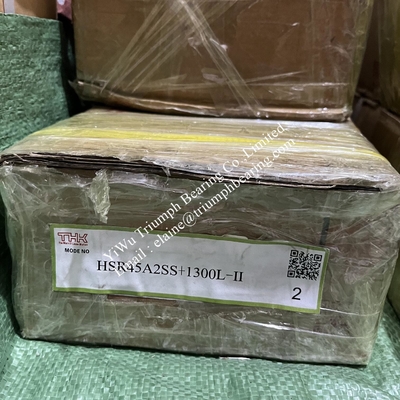 YiWu Triumph Bearing Co.,Limited.
Email : elaine@triumphbearing.com
THK
MODE NO
HSR45A2SS+1300L-II
2